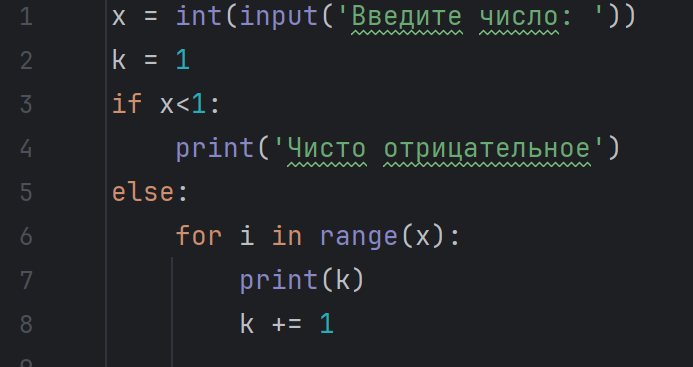 1 x = int(input('Введите число: '))
2 k = 1
3 if x<1:
4 print('Чисто отрицательное')
5 else:
6 for i in range(x):
7 print(k)
8 k += 1